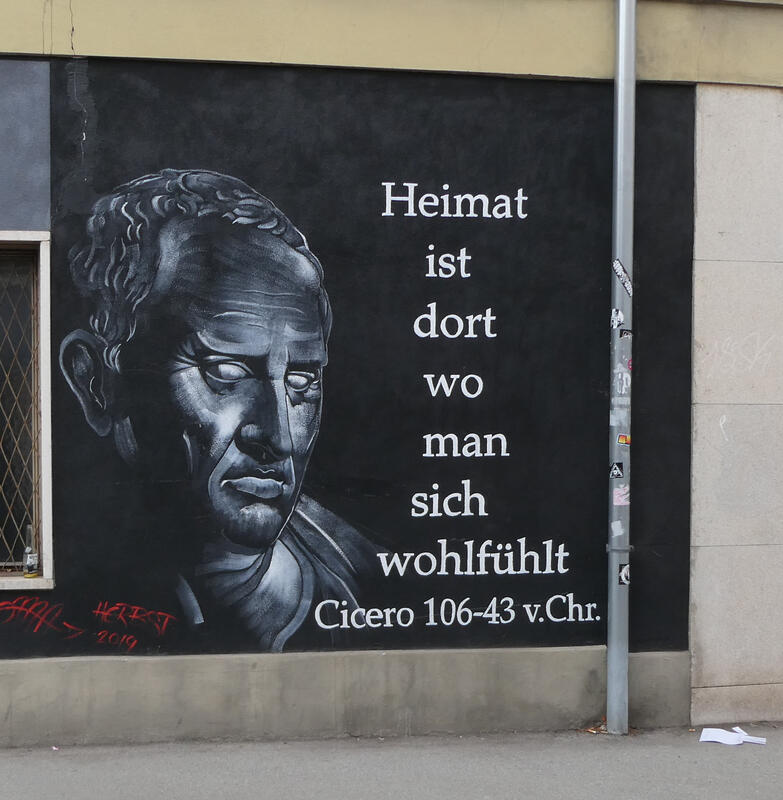 Heimat
ist
dort
wo
man
sich
wohlfühlt
Cicero 106-43 v.Chr.
HERBST
2019